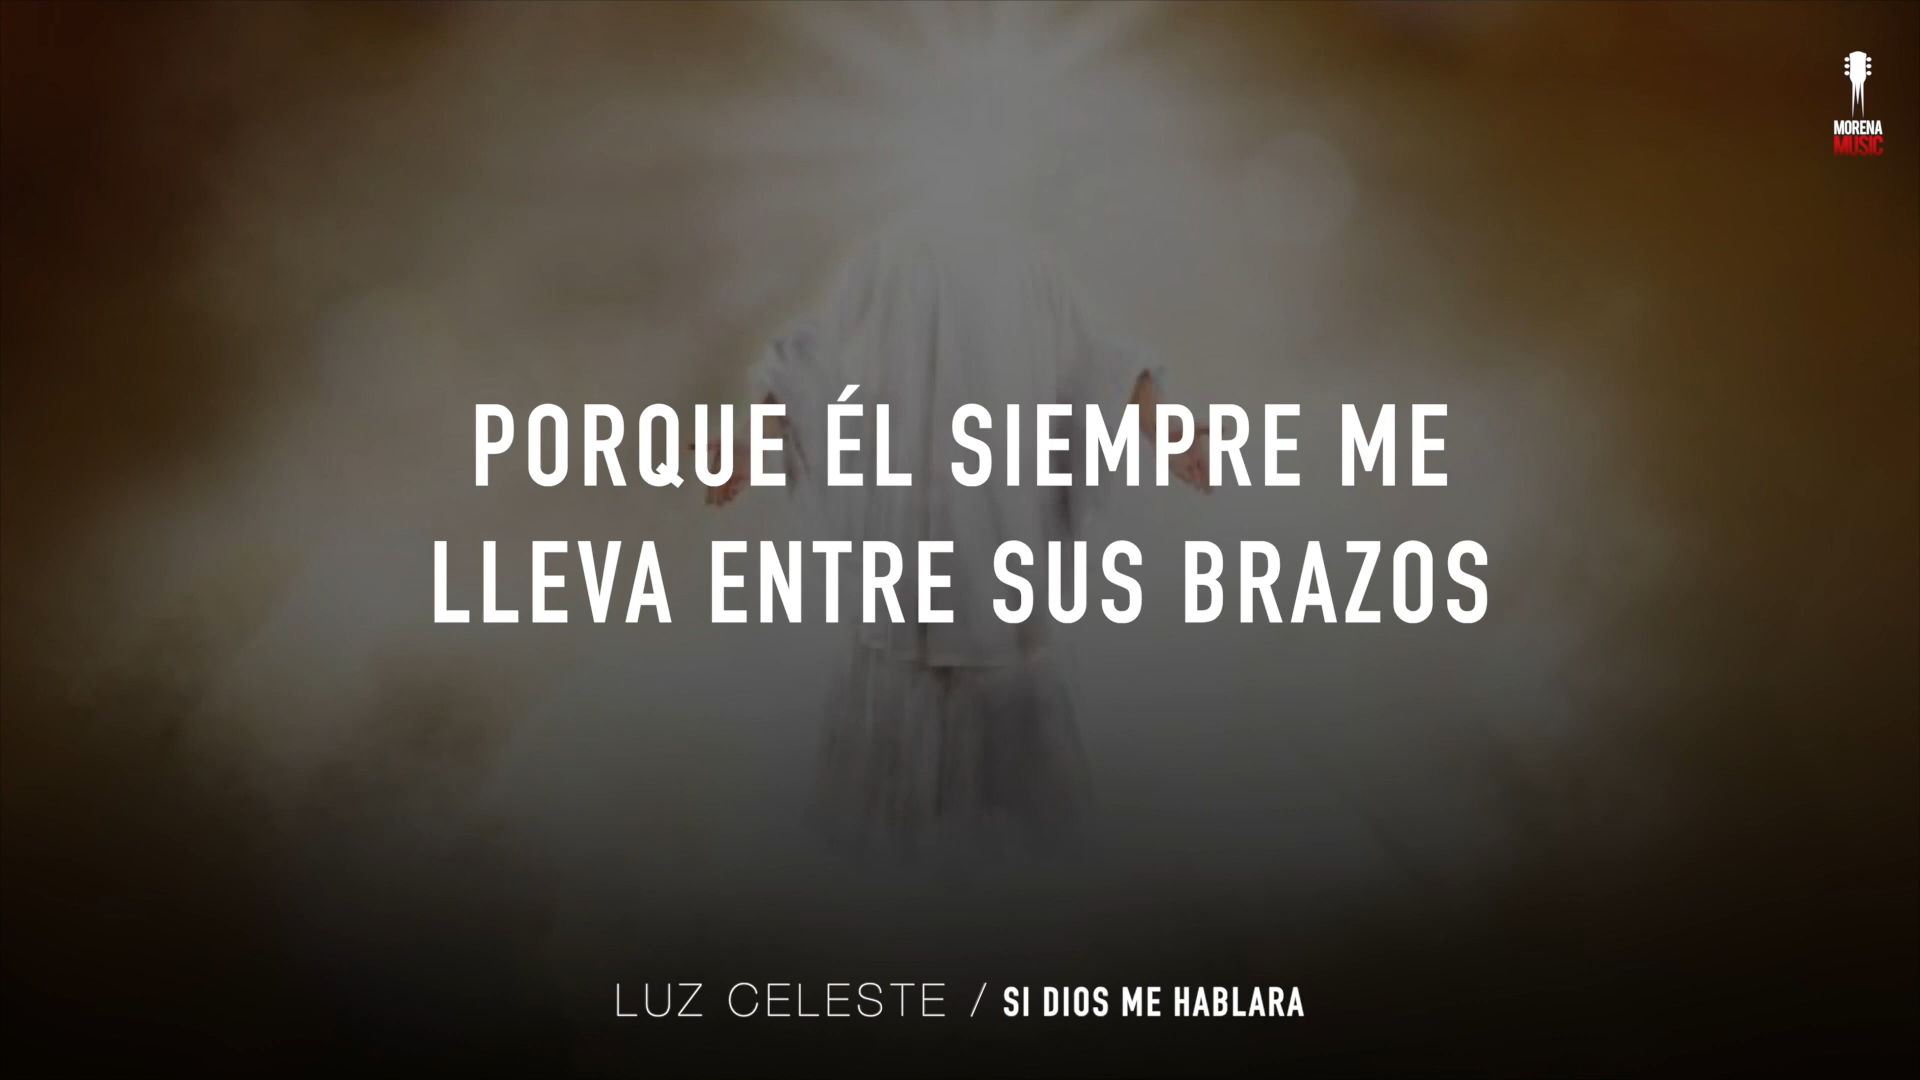 MORENA
MUSIC
PORQUE ÉL SIEMPRE ME
LLEVA ENTRE SUS BRAZOS
LUZ CELESTE / SI DIOS ME HABLARA